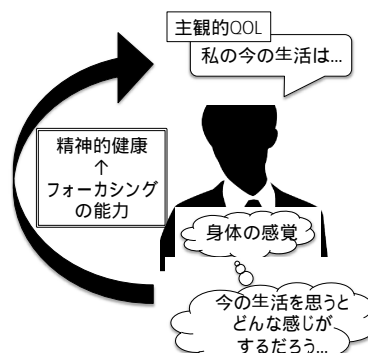 主観的QOL
私の今の生活は...
精神的健康
↑
フォーカシング
の能力
身体の感覚
今の生活を思うと
どんな感じが
するだろう...